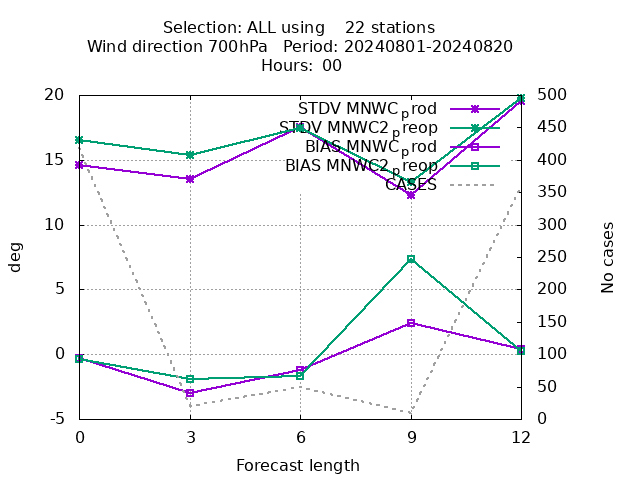 Selection: ALL using    22 stations
Wind direction 700hPa   Period: 20240801-20240820
Hours: 00
STDV MNWC_prod
STDV MNWC2_preop
BIAS MNWC_prod
BIAS MNWC2_preop
CASES
20
15
10
5
0
-5
deg
500
450
400
350
300
250
200
150
100
50
0
No cases
0 3 6 9 12
Forecast length